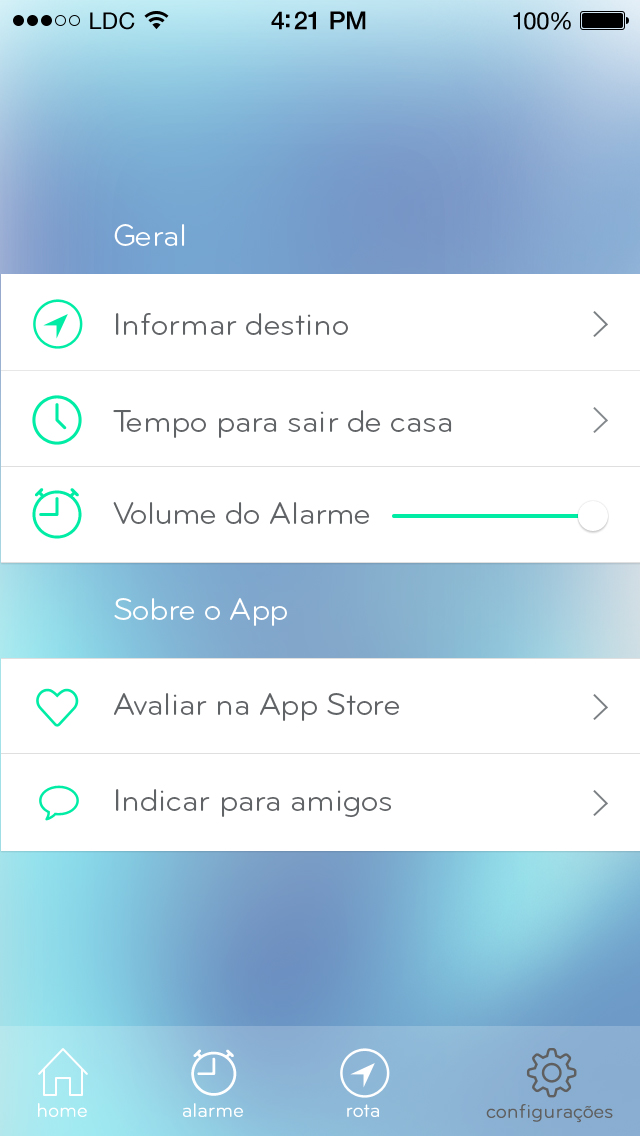 LDC 4:21 PM 100%
Geral
Informar destino
Tempo para sair de casa
Volume do Alarme
Sobre o App
Avaliar na App Store
Indicar para amigos
home alarme rota configurações